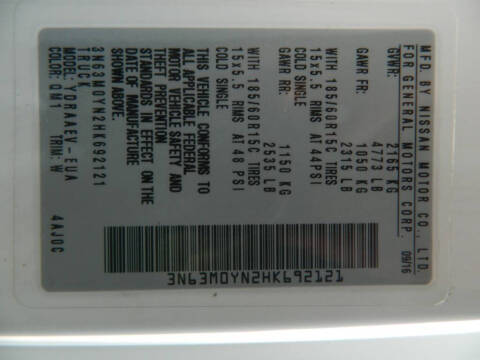 MFG. BY NISSAN MOTOR CO., LTD.
FOR GENERAL MOTORS CORP. 09/16
GVWR: 2165 KG 4773 LB
GAWR FR: 1050 KG 2315 LB
WITH 185/60R15C TIRES
15x5.5 RIMS AT 44PSI
COLD SINGLE
GAWR RR: 1150 KG 2535 LB
WITH 185/60R15C TIRES
15x5.5 RIMS AT 48 PSI
COLD SINGLE
THIS VEHICLE CONFORMS TO
ALL APPLICABLE FEDERAL
MOTOR VEHICLE SAFETY AND
THEFT PREVENTION
STANDARDS IN EFFECT ON THE
DATE OF MANUFACTURE
SHOWN ABOVE.
3N63M0YN2HK692121
TRUCK
MODEL: YDRAAEV-EUA
COLOR: QM1 TRIM: W 4AJ0C
3N63M0YN2HK692121